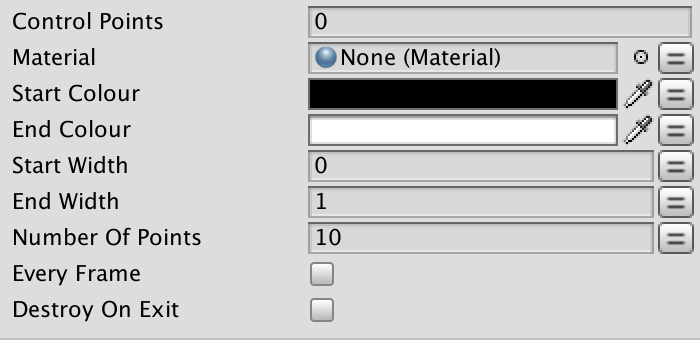 Control Points 0
Material None (Material)
Start Colour
End Colour
Start Width 0
End Width 1
Number Of Points 10
Every Frame
Destroy On Exit